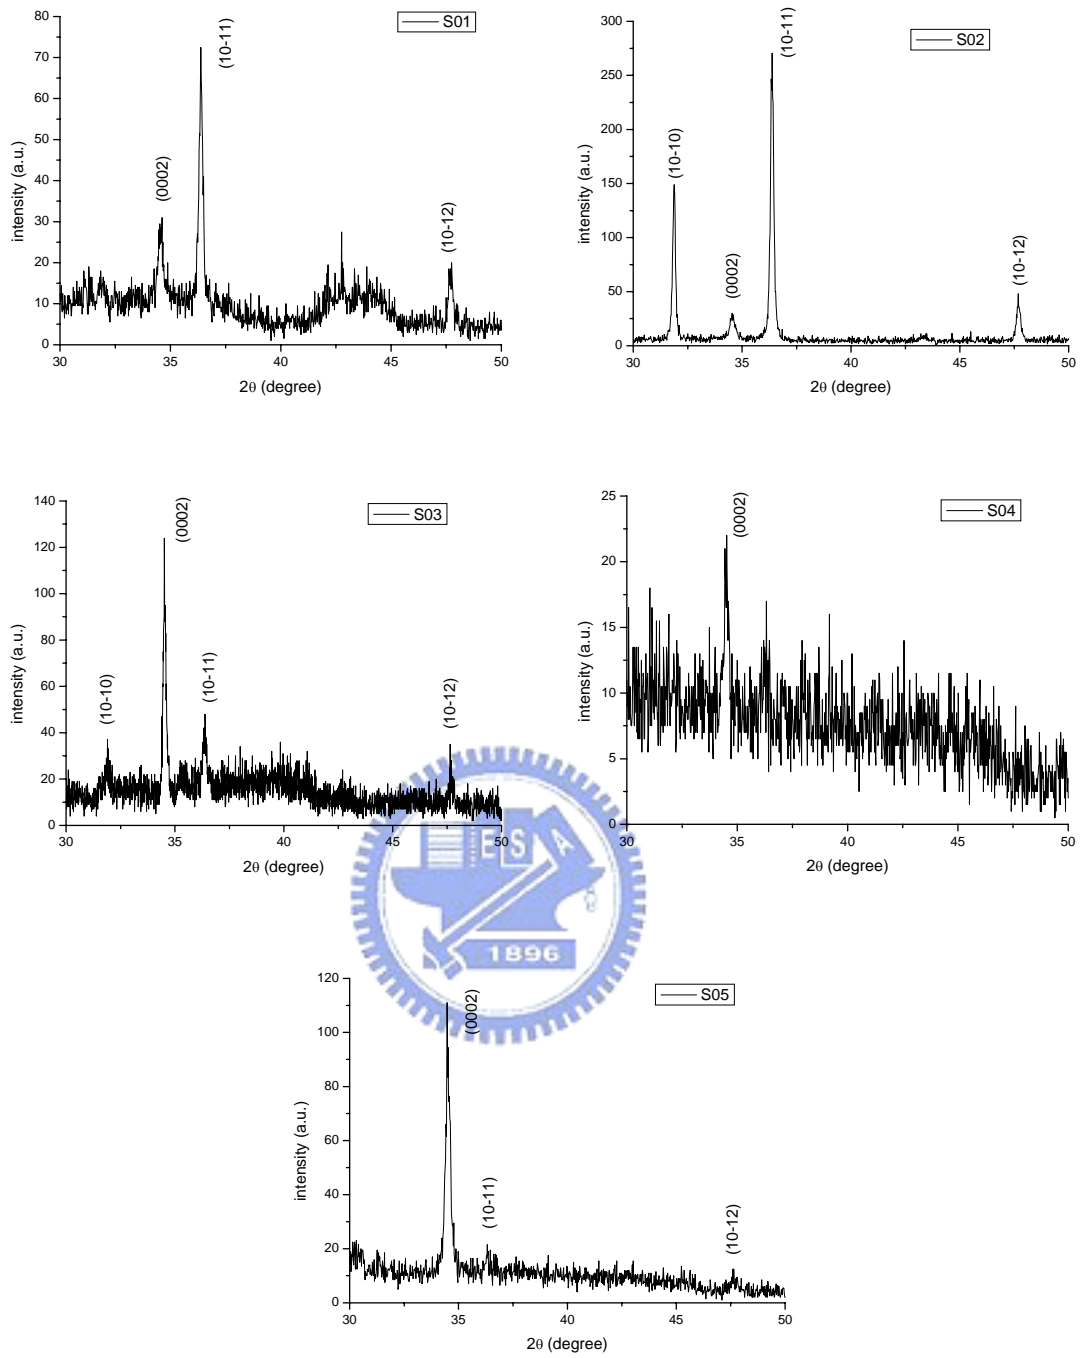 S01
(10-11)
(0002)
(10-12)
intensity (a.u.)
80
70
60
50
40
30
20
10
0
30 35 40 45 50
2θ (degree)
S02
(10-11)
(10-10)
(0002)
(10-12)
intensity (a.u.)
300
250
200
150
100
50
0
30 35 40 45 50
2θ (degree)
S03
(0002)
(10-10)
(10-11)
(10-12)
intensity (a.u.)
140
120
100
80
60
40
20
0
30 35 40 45 50
2θ (degree)
S04
(0002)
intensity (a.u.)
25
20
15
10
5
0
30 35 40 45 50
2θ (degree)
E S A
1896
S05
(0002)
(10-11)
(10-12)
intensity (a.u.)
120
100
80
60
40
20
0
30 35 40 45 50
2θ (degree)